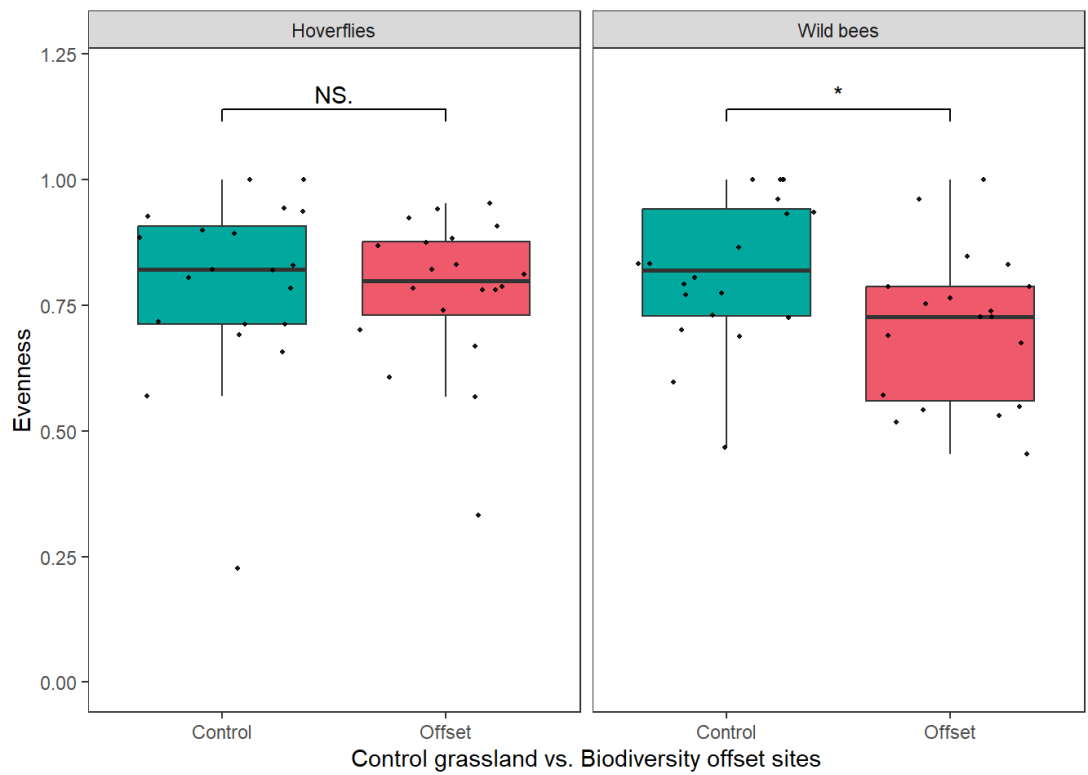 Hoverflies
Wild bees
1.25
1.00
0.75
0.50
0.25
0.00
Evenness
NS.
*
Control
Offset
Control
Offset
Control grassland vs. Biodiversity offset sites